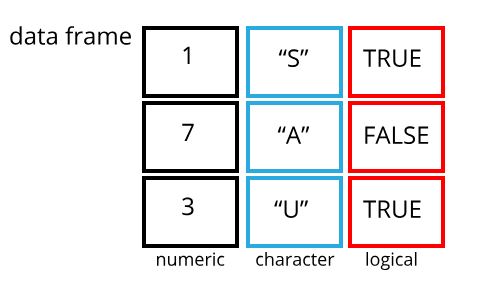 data frame
1 “S” TRUE
7 “A” FALSE
3 “U” TRUE
numeric character logical